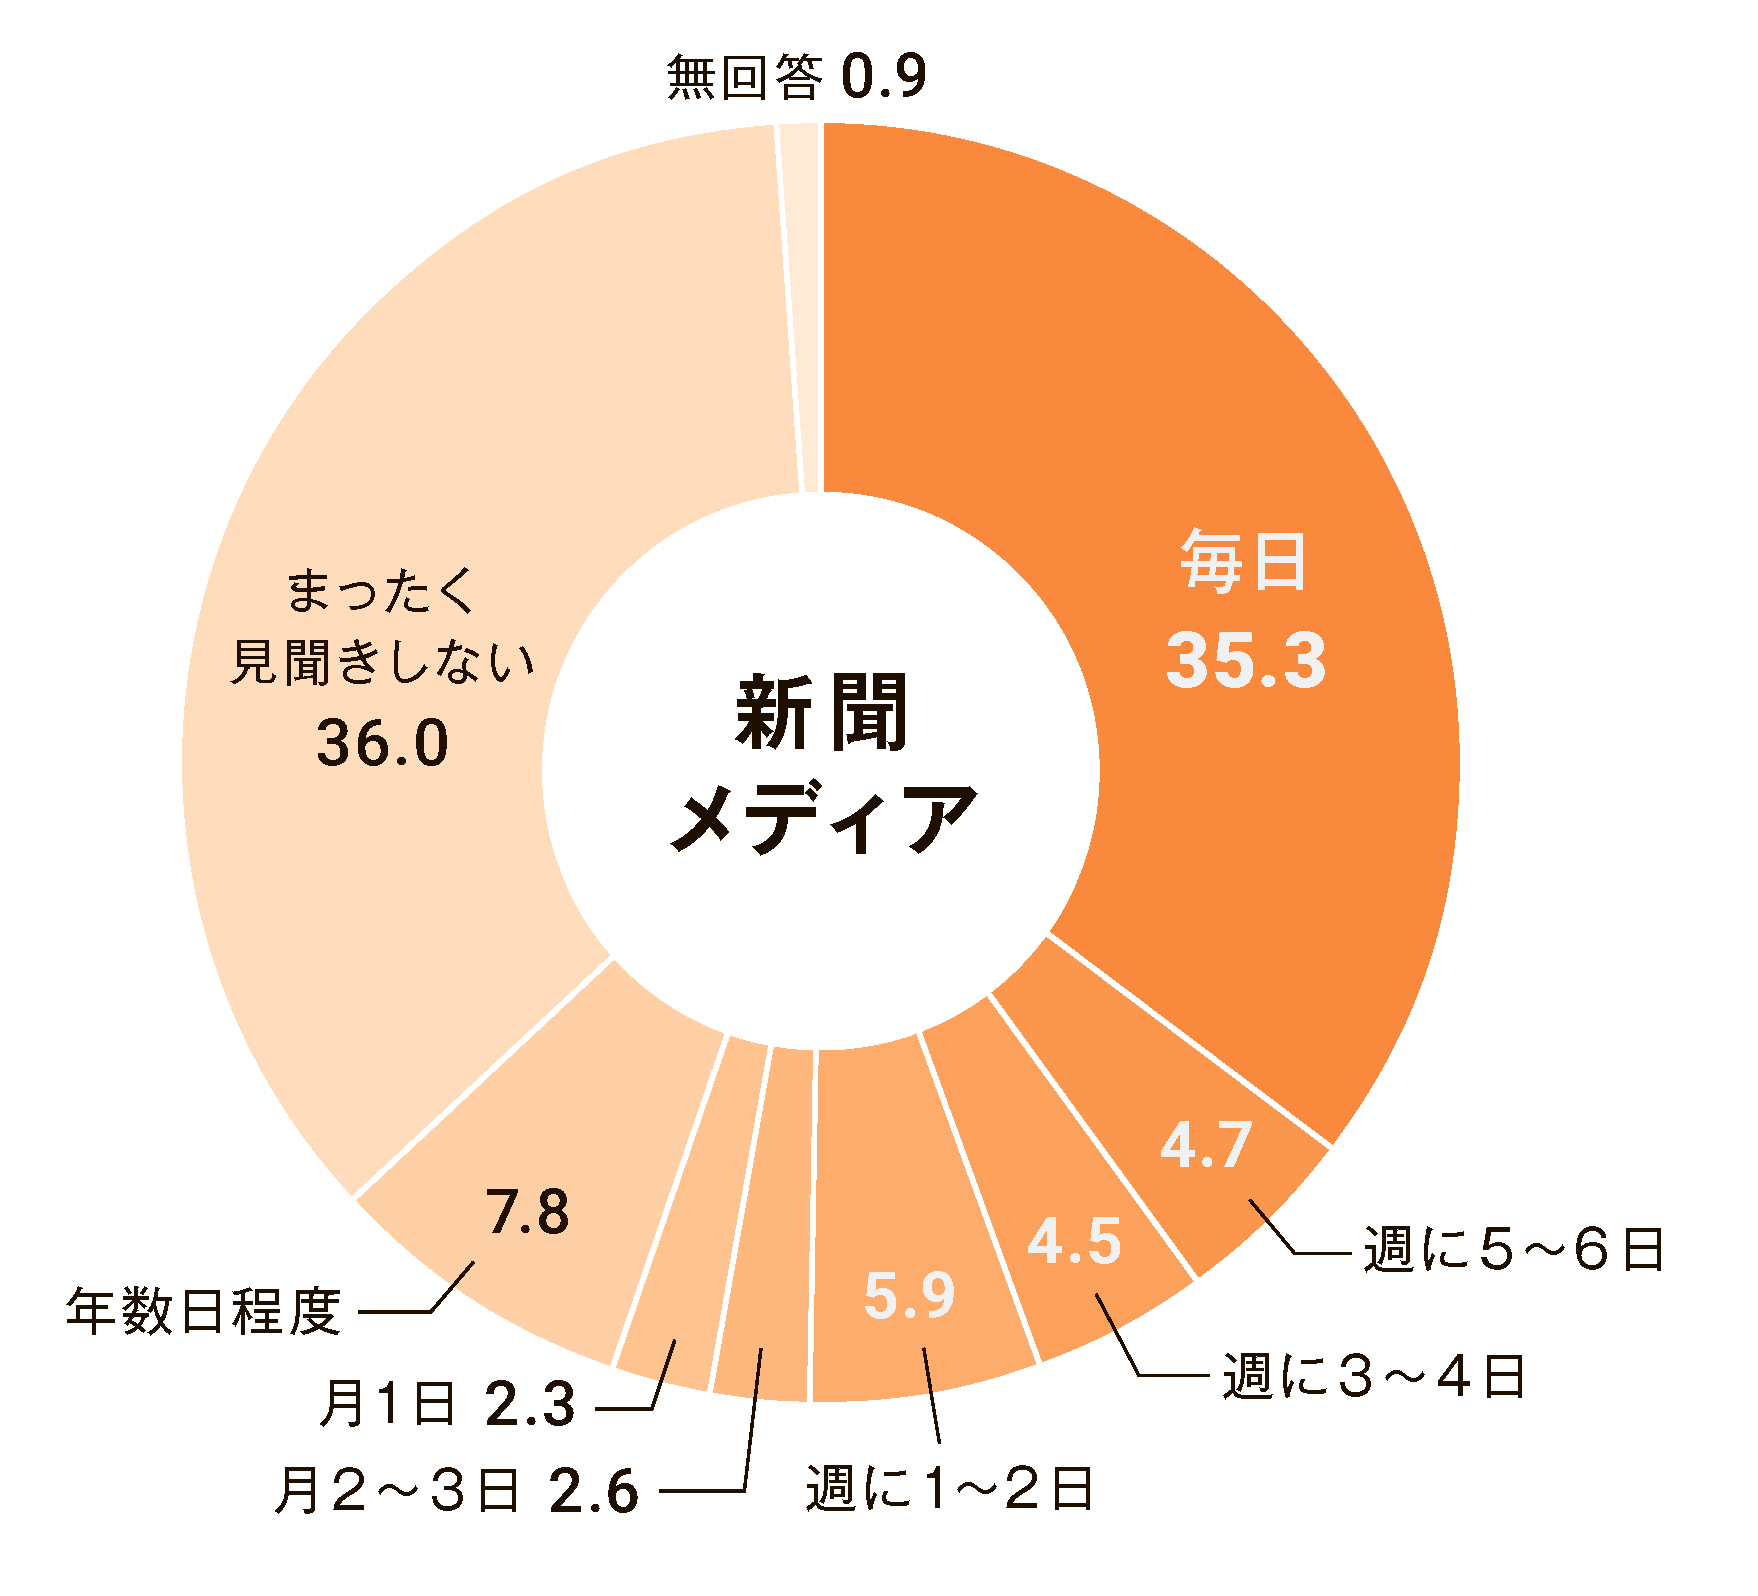 無回答 0.9
毎日
35.3
まったく
見聞きしない
36.0
新聞
メディア
4.7
週に5〜6日
4.5
週に3〜4日
5.9
週に1〜2日
月2〜3日 2.6
月1日 2.3
7.8
年数日程度